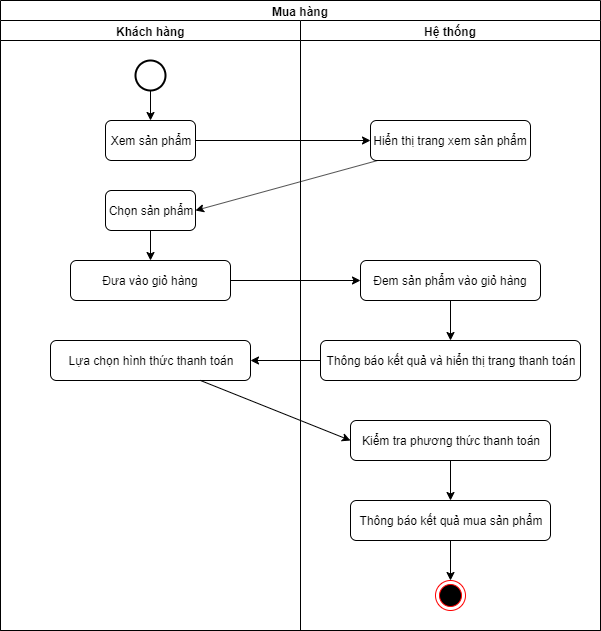 Mua hàng
Khách hàng
Hệ thống
Xem sản phẩm
Hiển thị trang xem sản phẩm
Chọn sản phẩm
Đưa vào giỏ hàng
Đem sản phẩm vào giỏ hàng
Lựa chọn hình thức thanh toán
Thông báo kết quả và hiển thị trang thanh toán
Kiểm tra phương thức thanh toán
Thông báo kết quả mua sản phẩm